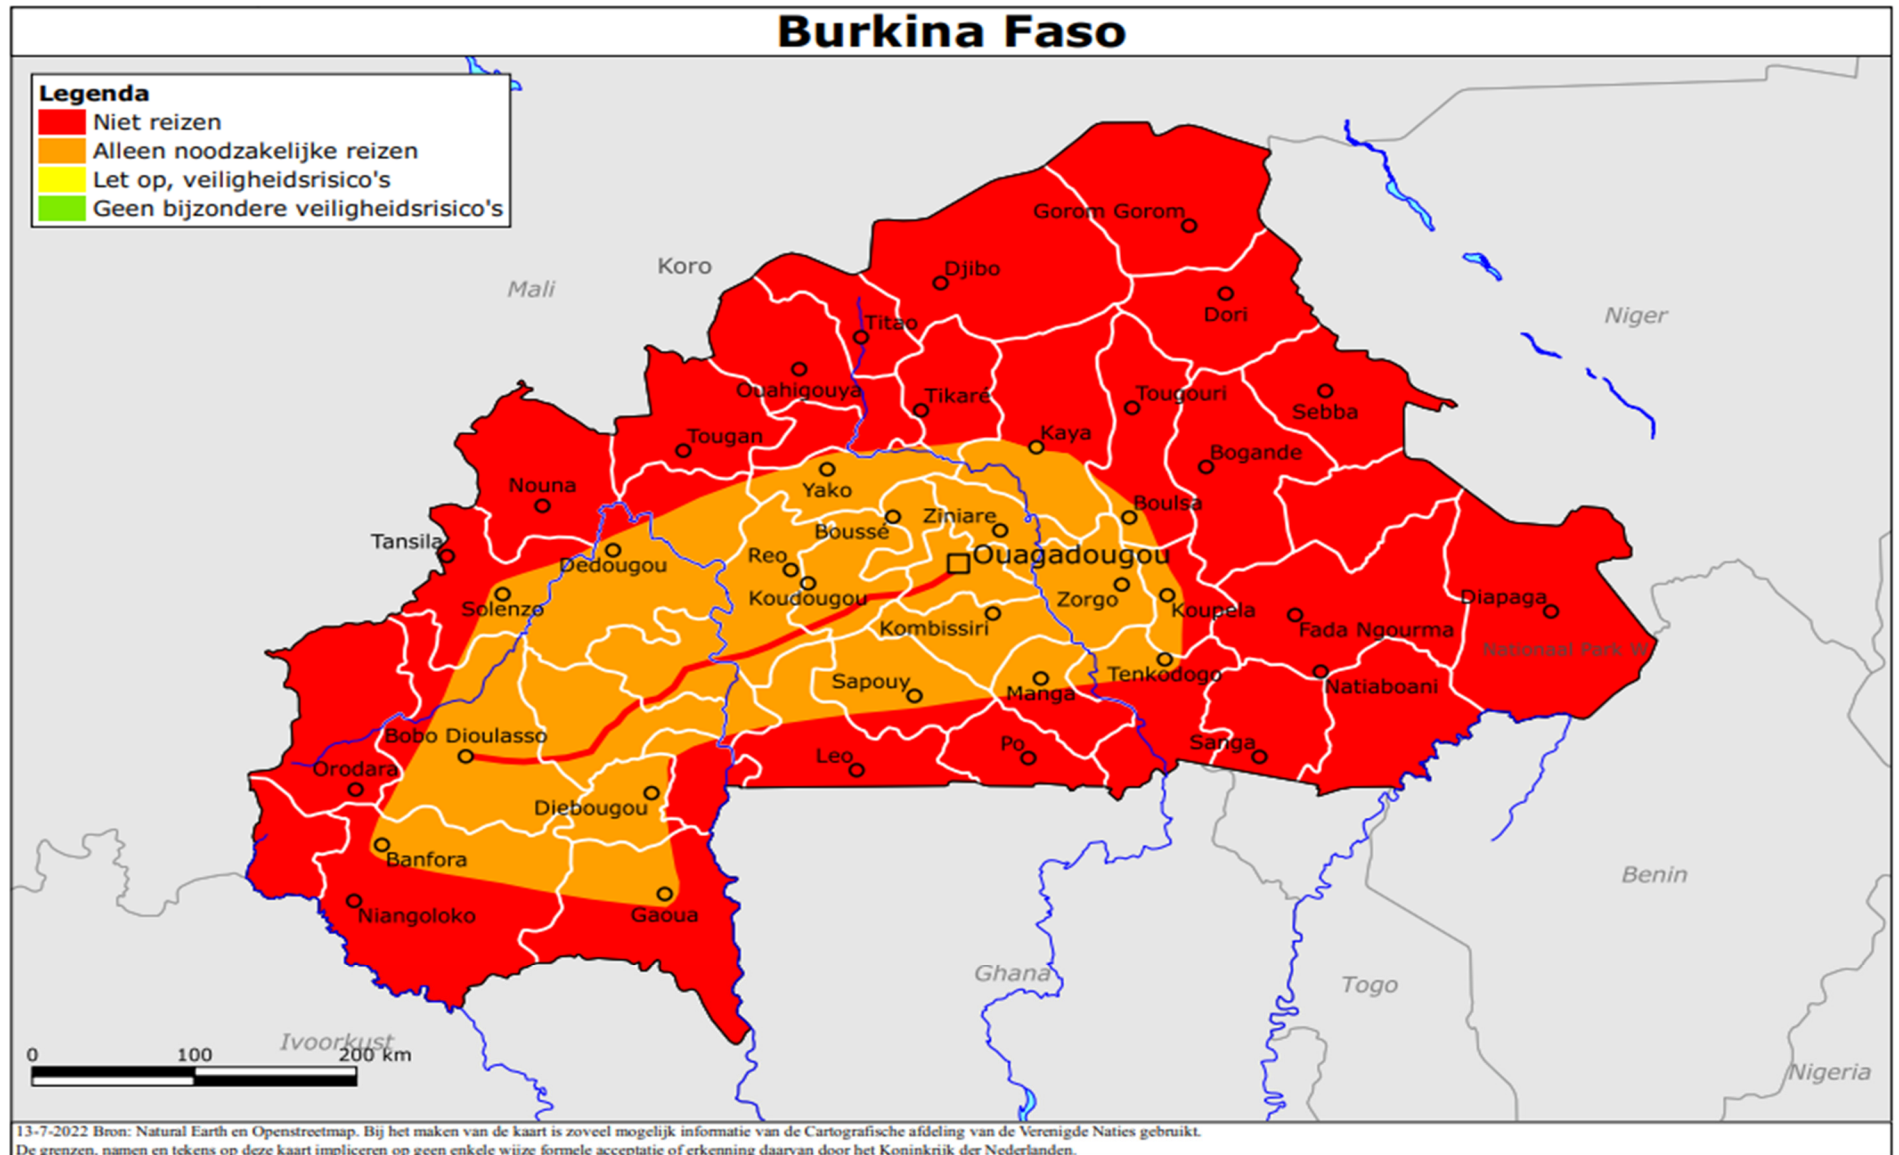 Burkina Faso
Legenda
Niet reizen
Alleen noodzakelijke reizen
Let op, veiligheidsrisico's
Geen bijzondere veiligheidsrisico's
Gorom Gorom
Koro
Djibo
Mali
Dori
Niger
Titao
Ouahigouya
Tikaré
Tougouri
Sebba
Tougan
Kaya
Bogande
Nouna
Yako
Boulsa
Boussé
Ziniare
Tansila
Dedougou
Reo
Ouagadougou
Solenzo
Koudougou
Zorgo
Koupela
Diapaga
Kombissiri
Fada Ngourma
Nationaal Park W
Sapouy
Manga
Tenkodogo
Natiaboani
Bobo Dioulasso
Leo
Po
Sanga
Orodara
Diebougou
Banfora
Benin
Niangoloko
Gaoua
Ghana
Togo
Ivoorkust
Nigeria
0 100 200 km
13-7-2022 Bron: Natural Earth en Openstreetmap. Bij het maken van de kaart is zoveel mogelijk informatie van de Cartografische afdeling van de Verenigde Naties gebruikt.
De grenzen, namen en tekens op deze kaart impliceren op geen enkele wijze formele acceptatie of erkenning daarvan door het Koninkrijk der Nederlanden.